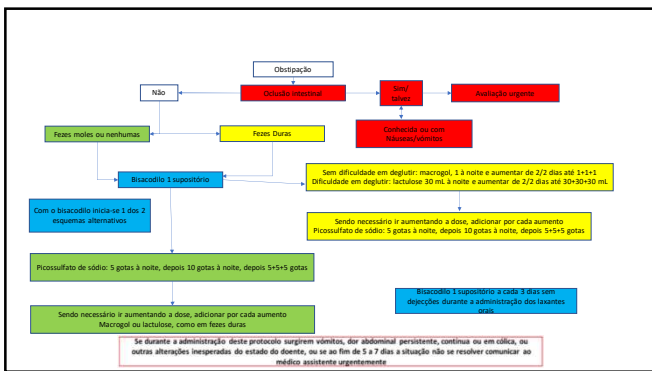 Obstipação
Não
Oclusão intestinal
Sim/
talvez
Avaliação urgente
Conhecida ou com
Náuseas/vómitos
Fezes moles ou nenhumas
Fezes Duras
Bisacodilo 1 supositório
Sem dificuldade em deglutir: macrogol, 1 à noite e aumentar de 2/2 dias até 1+1+1
Dificuldade em deglutir: lactulose 30 mL à noite e aumentar de 2/2 dias até 30+30+30 mL
Com o bisacodilo inicia-se 1 dos 2
esquemas alternativos
Sendo necessário ir aumentando a dose, adicionar por cada aumento
Picossulfato de sódio: 5 gotas à noite, depois 10 gotas à noite, depois 5+5+5 gotas
Picossulfato de sódio: 5 gotas à noite, depois 10 gotas à noite, depois 5+5+5 gotas
Bisacodilo 1 supositório a cada 3 dias sem
dejecções durante a administração dos laxantes
orais
Sendo necessário ir aumentando a dose, adicionar por cada aumento
Macrogol ou lactulose, como em fezes duras
Se durante a administração deste protocolo surgirem vómitos, dor abdominal persistente, contínua ou em cólica, ou
outras alterações inesperadas do estado do doente, ou se ao fim de 5 a 7 dias a situação não se resolver comunicar ao
médico assistente urgentemente